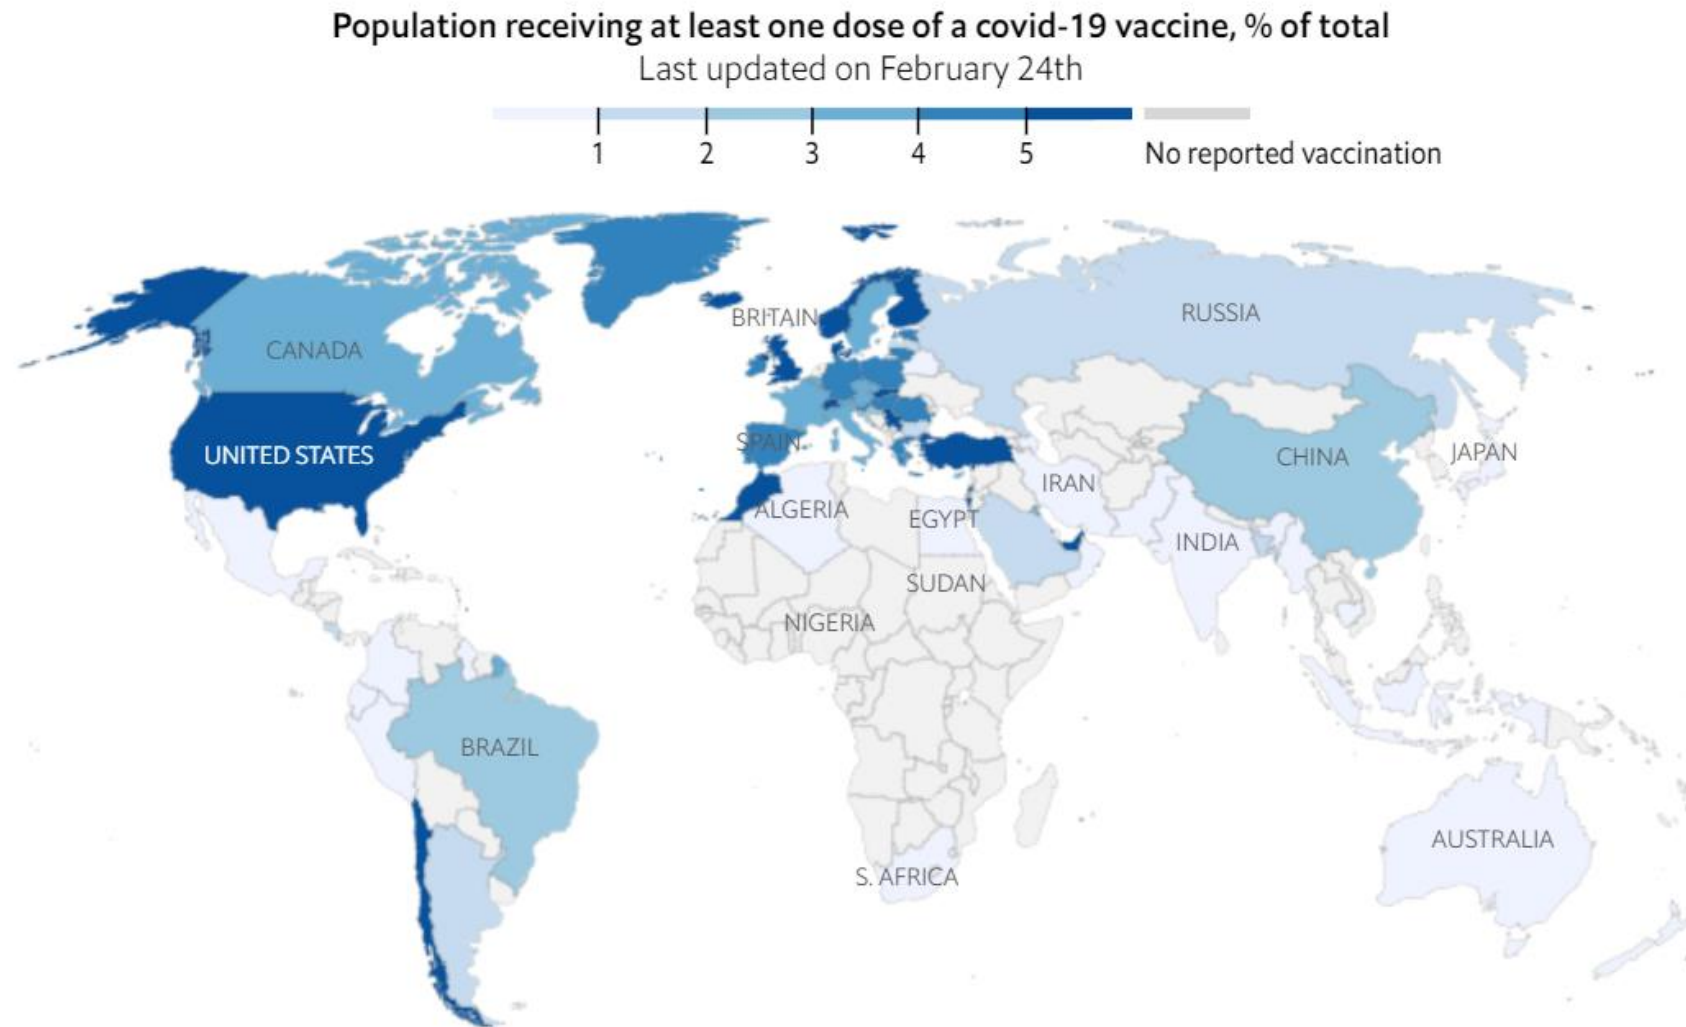 Population receiving at least one dose of a covid-19 vaccine, % of total
Last updated on February 24th
1 2 3 4 5 No reported vaccination
CANADA
UNITED STATES
BRITAIN
SPAIN
RUSSIA
CHINA
JAPAN
IRAN
ALGERIA
EGYPT
INDIA
SUDAN
NIGERIA
BRAZIL
AUSTRALIA
S. AFRICA